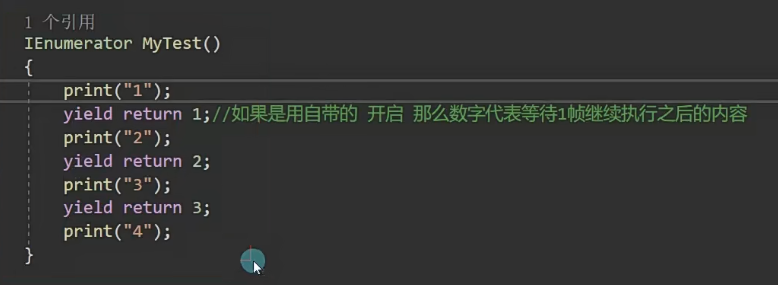 1 个引用
IEnumerator MyTest()
{
print("1");
yield return 1;//如果是用自带的 开启 那么数字代表等待1帧继续执行之后的内容
print("2");
yield return 2;
print("3");
yield return 3;
print("4");
}